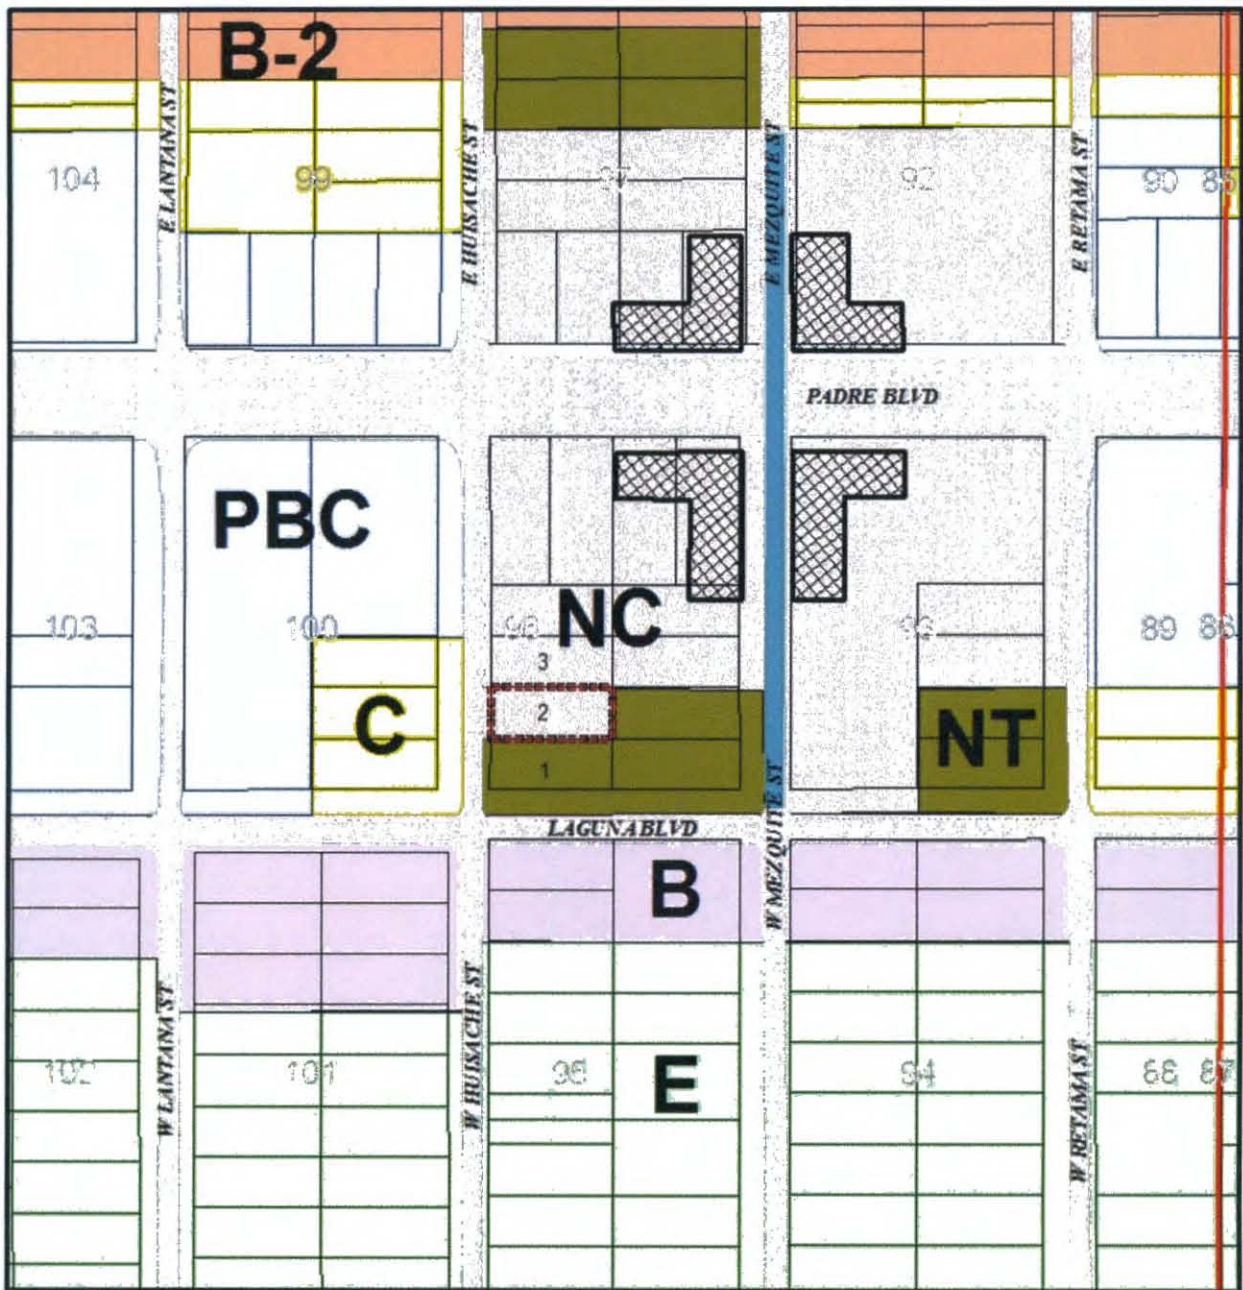 B-2
E LANTANA ST
E HUISACHE ST
E MEZQUITE ST
E RETAMA ST
104
99
92
90
PADRE BLVD
PBC
NC
103
100
89
3
2
C
NT
1
LAGUNA BLVD
W MEZQUITE ST
B
W LANTANA ST
W HUISACHE ST
W RETAMA ST
102
101
E
94